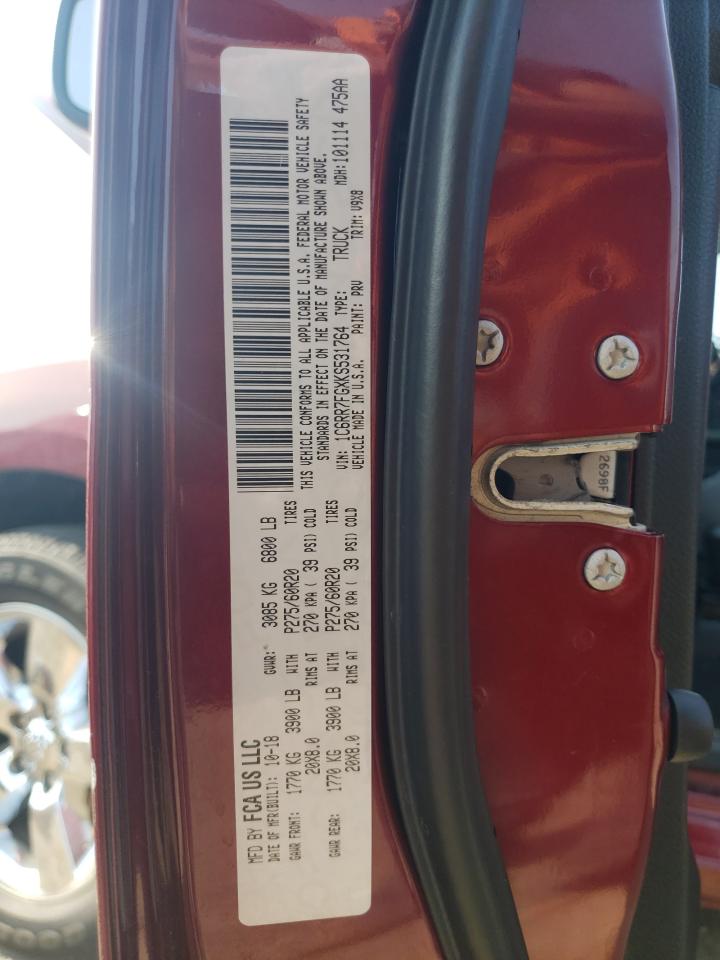 MFD BY FCA US LLC
DATE OF MFR(BUILT): 10-18 GVWR: 3085 KG 6800 LB
GAWR FRONT: 1770 KG 3900 LB WITH P275/60R20 TIRES
20X8.0 RIMS AT 270 KPA ( 39 PSI) COLD
GAWR REAR: 1770 KG 3900 LB WITH P275/60R20 TIRES
20X8.0 RIMS AT 270 KPA ( 39 PSI) COLD
THIS VEHICLE CONFORMS TO ALL APPLICABLE U.S.A. FEDERAL MOTOR VEHICLE SAFETY
STANDARDS IN EFFECT ON THE DATE OF MANUFACTURE SHOWN ABOVE.
VIN: 1C6RR7FGXKS531764 TYPE: TRUCK MDH:101114 475AA
VEHICLE MADE IN U.S.A. PAINT: PRV TRIM: V9X8
2698F